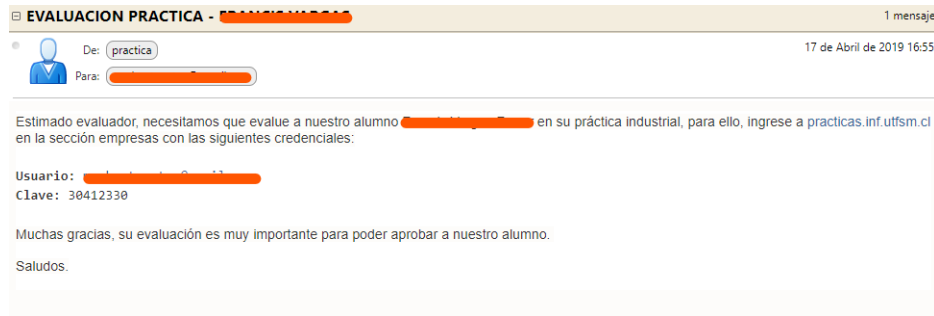 EVALUACION PRACTICA -
1 mensaje
De: practica
17 de Abril de 2019 16:55
Para:
Estimado evaluador, necesitamos que evalue a nuestro alumno en su práctica industrial, para ello, ingrese a practicas.inf.utfsm.cl
en la sección empresas con las siguientes credenciales:
Usuario:
Clave: 30412330
Muchas gracias, su evaluación es muy importante para poder aprobar a nuestro alumno.
Saludos.